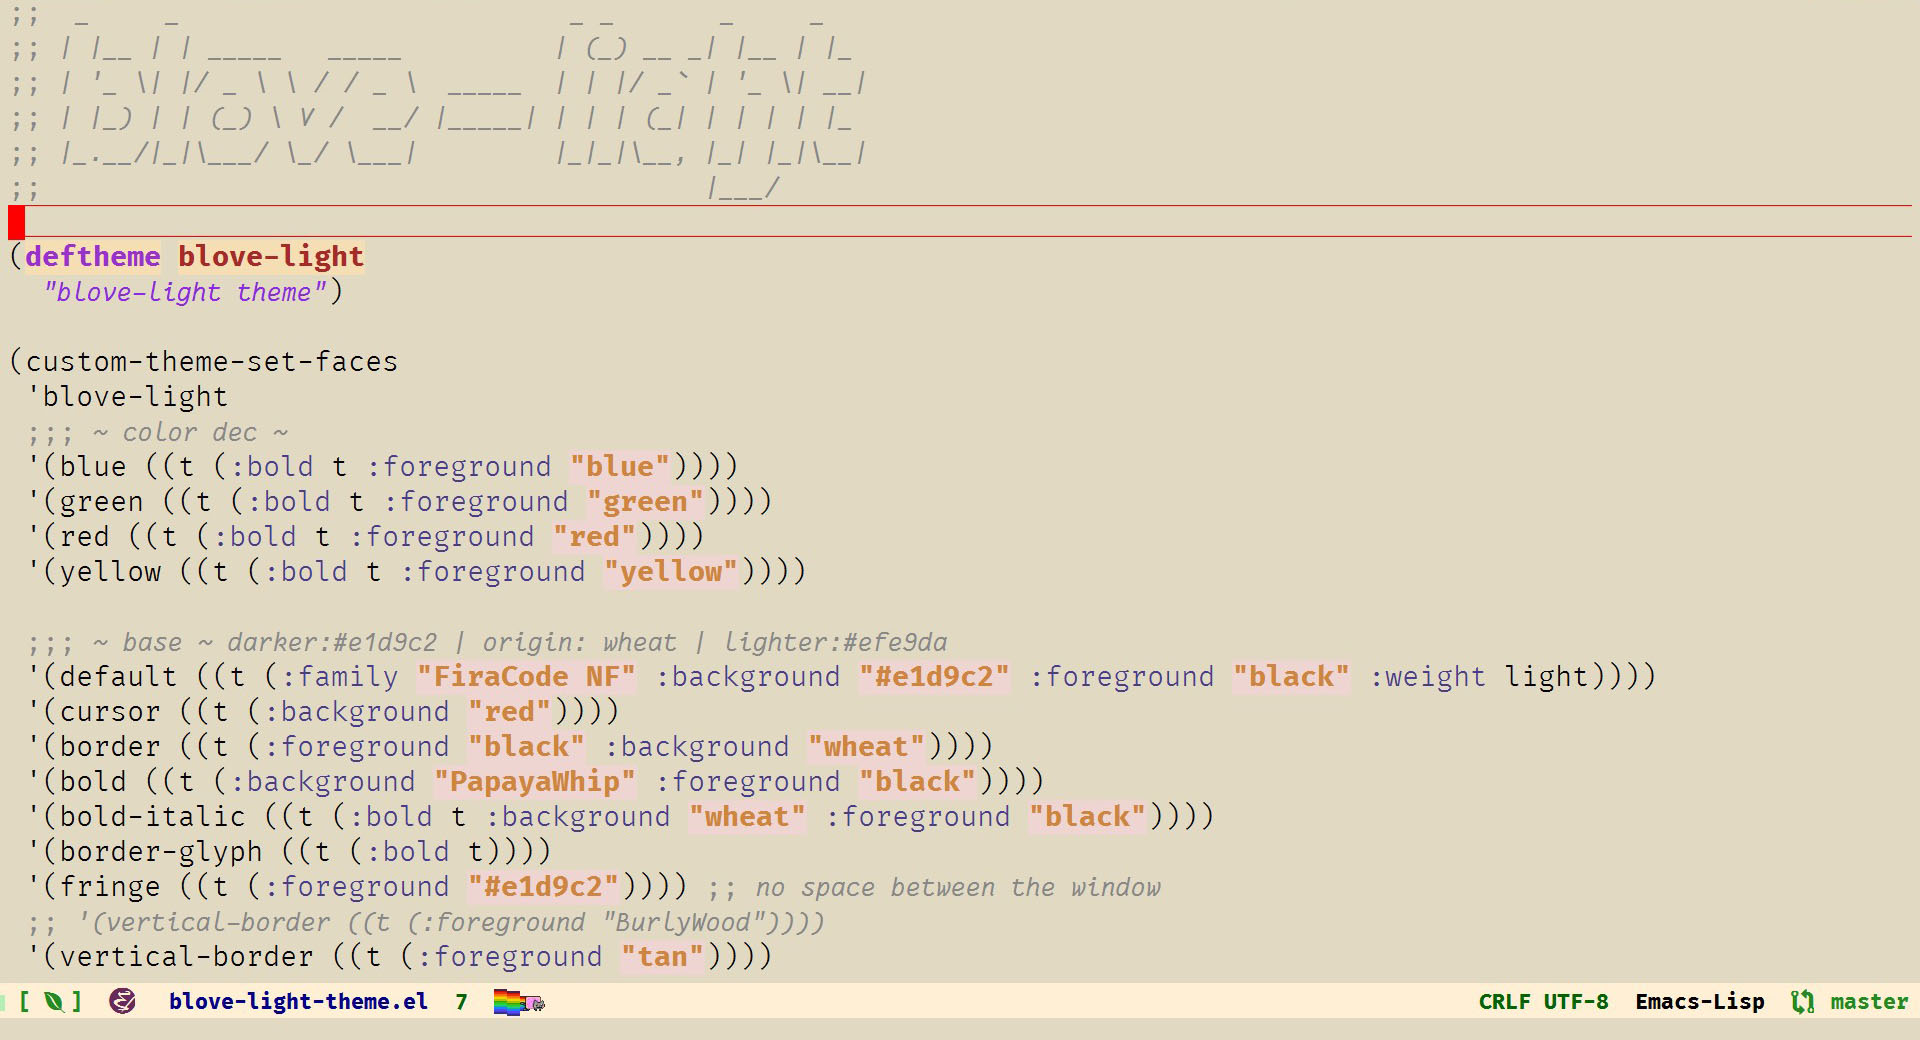 ;;  _     _                        _ _       _     _
;; | |__ | | _____   _____          | (_) __ _| |__ | |_
;; | '_ \| |/ _ \ \ / / _ \  _____  | | |/ _` | '_ \| __|
;; | |_) | | (_) \ V /  __/ |_____| | | | (_| | | | | |_
;; |_.__/|_|\___/ \_/ \___|         |_|_|\__, |_| |_|\__|
;;                                       |___/
(deftheme blove-light
  "blove-light theme")

(custom-theme-set-faces
 'blove-light
 ;;; ~ color dec ~
 '(blue ((t (:bold t :foreground "blue"))))
 '(green ((t (:bold t :foreground "green"))))
 '(red ((t (:bold t :foreground "red"))))
 '(yellow ((t (:bold t :foreground "yellow"))))

 ;;; ~ base ~ darker:#e1d9c2 | origin: wheat | lighter:#efe9da
 '(default ((t (:family "FiraCode NF" :background "#e1d9c2" :foreground "black" :weight light))))
 '(cursor ((t (:background "red"))))
 '(border ((t (:foreground "black" :background "wheat"))))
 '(bold ((t (:background "PapayaWhip" :foreground "black"))))
 '(bold-italic ((t (:bold t :background "wheat" :foreground "black"))))
 '(border-glyph ((t (:bold t))))
 '(fringe ((t (:foreground "#e1d9c2")))) ;; no space between the window
 ;; '(vertical-border ((t (:foreground "BurlyWood"))))
 '(vertical-border ((t (:foreground "tan"))))
[ ] blove-light-theme.el 7 CRLF UTF-8 Emacs-Lisp master